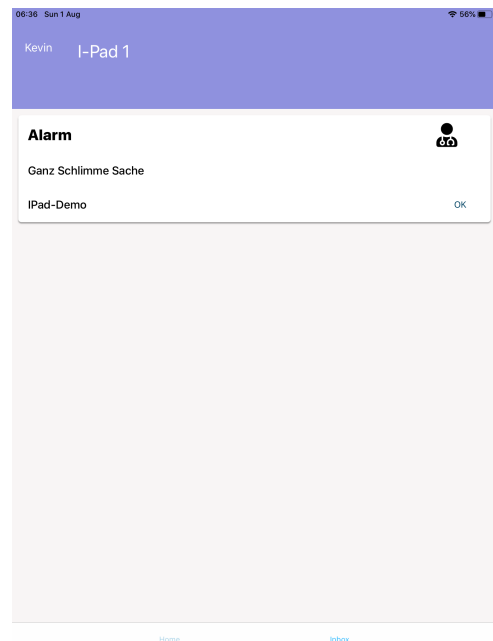 06:36 Sun 1 Aug 56%
Kevin I-Pad 1
Alarm
Ganz Schlimme Sache
IPad-Demo OK
Home Inbox